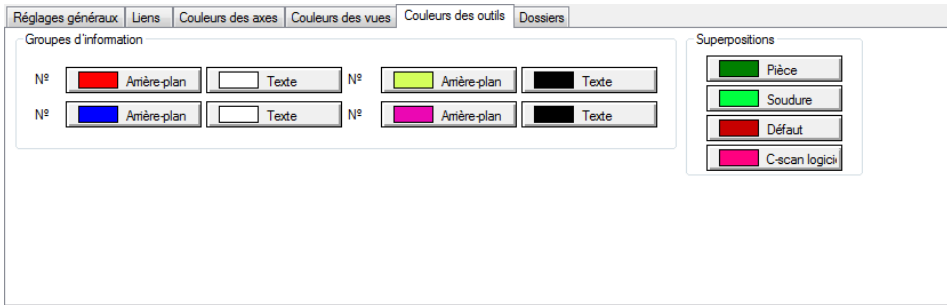 Réglages généraux Liens Couleurs des axes Couleurs des vues Couleurs des outils Dossiers
Groupes d'information
Nº Arrière-plan Texte Nº Arrière-plan Texte
Nº Arrière-plan Texte Nº Arrière-plan Texte
Superpositions
Pièce
Soudure
Défaut
C-scan logici